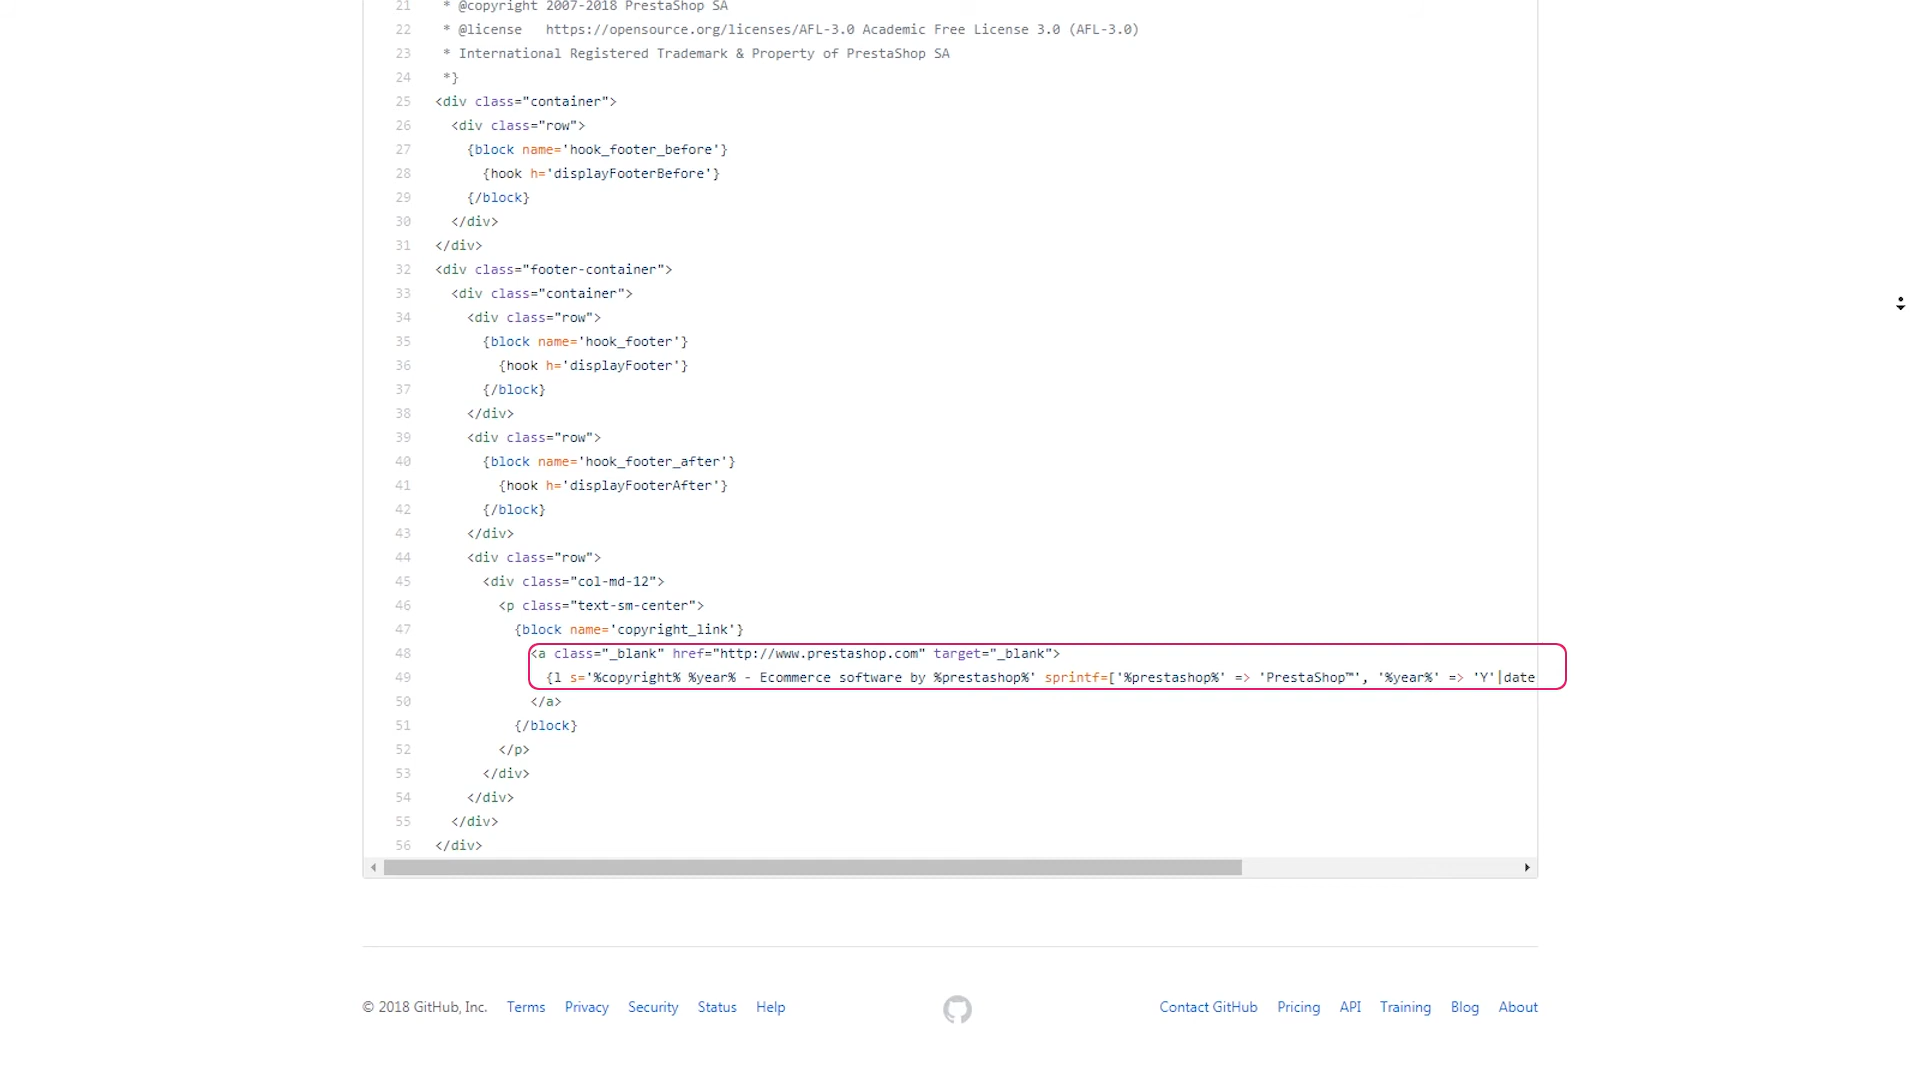 21 * @copyright 2007-2018 PrestaShop SA
22 * @license   https://opensource.org/licenses/AFL-3.0 Academic Free License 3.0 (AFL-3.0)
23 * International Registered Trademark & Property of PrestaShop SA
24 *}
25 <div class="container">
26 <div class="row">
27 {block name='hook_footer_before'}
28 {hook h='displayFooterBefore'}
29 {/block}
30 </div>
31 </div>
32 <div class="footer-container">
33 <div class="container">
34 <div class="row">
35 {block name='hook_footer'}
36 {hook h='displayFooter'}
37 {/block}
38 </div>
39 <div class="row">
40 {block name='hook_footer_after'}
41 {hook h='displayFooterAfter'}
42 {/block}
43 </div>
44 <div class="row">
45 <div class="col-md-12">
46 <p class="text-sm-center">
47 {block name='copyright_link'}
48 <a class="_blank" href="http://www.prestashop.com" target="_blank">
49 {l s='%copyright% %year% - Ecommerce software by %prestashop%' sprintf=['%prestashop%' => 'PrestaShop™', '%year%' => 'Y'|date
50 </a>
51 {/block}
52 </p>
53 </div>
54 </div>
55 </div>
56 </div>
© 2018 GitHub, Inc. Terms Privacy Security Status Help Contact GitHub Pricing API Training Blog About